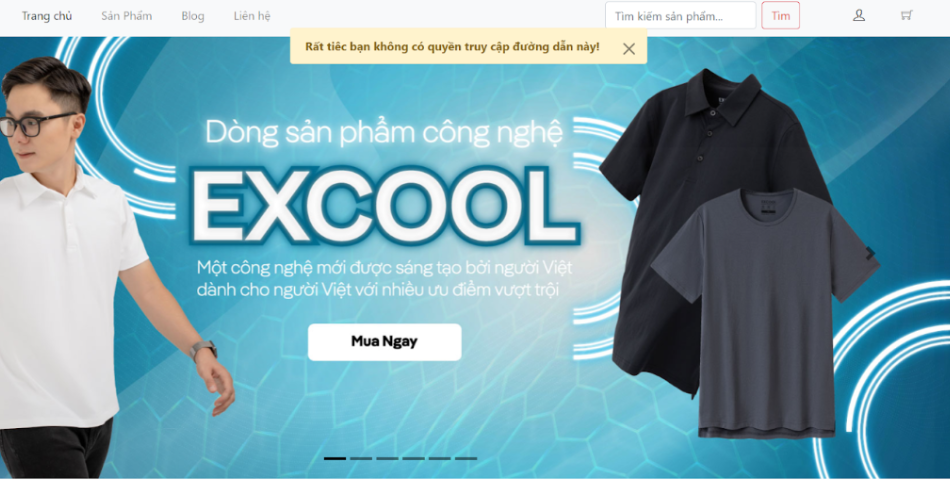 Trang chủ
Sản Phẩm
Blog
Liên hệ
Tìm kiếm sản phẩm...
Tìm
Rất tiêc bạn không có quyền truy cập đường dẫn này!
Dòng sản phẩm công nghệ
EXCOOL
Một công nghệ mới được sáng tạo bởi người Việt
dành cho người Việt với nhiều ưu điểm vượt trội
Mua Ngay